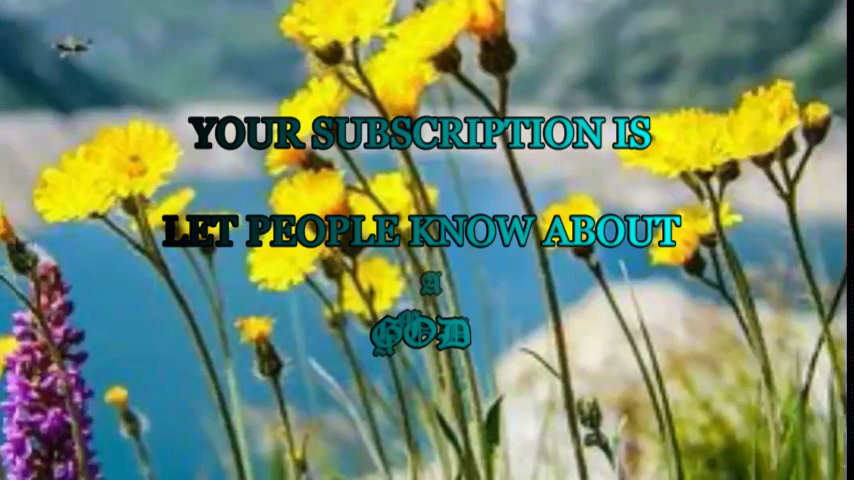 YOUR SUBSCRIPTION IS
LET PEOPLE KNOW ABOUT
A
GOD